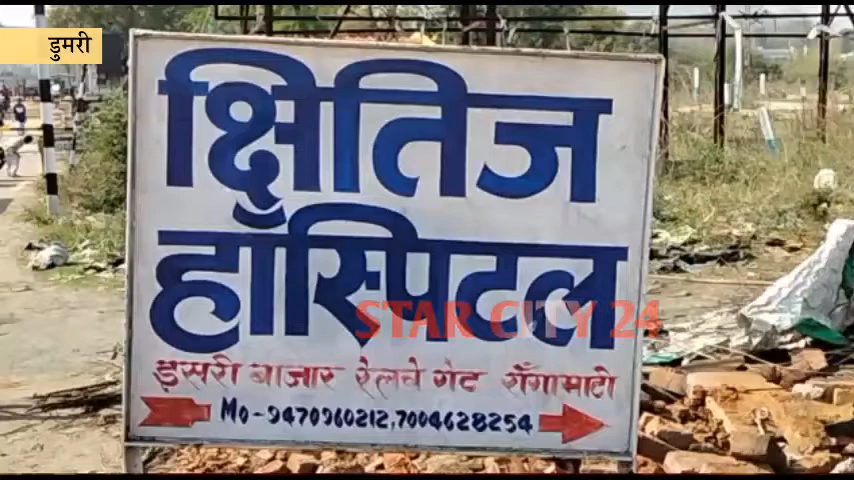 डुमरी
क्षितिज
हॉस्पिटल
STAR CITY 24
इसरी बाजार रेलवे गेट राँगामाटी
Mo-9470960212,7004628254